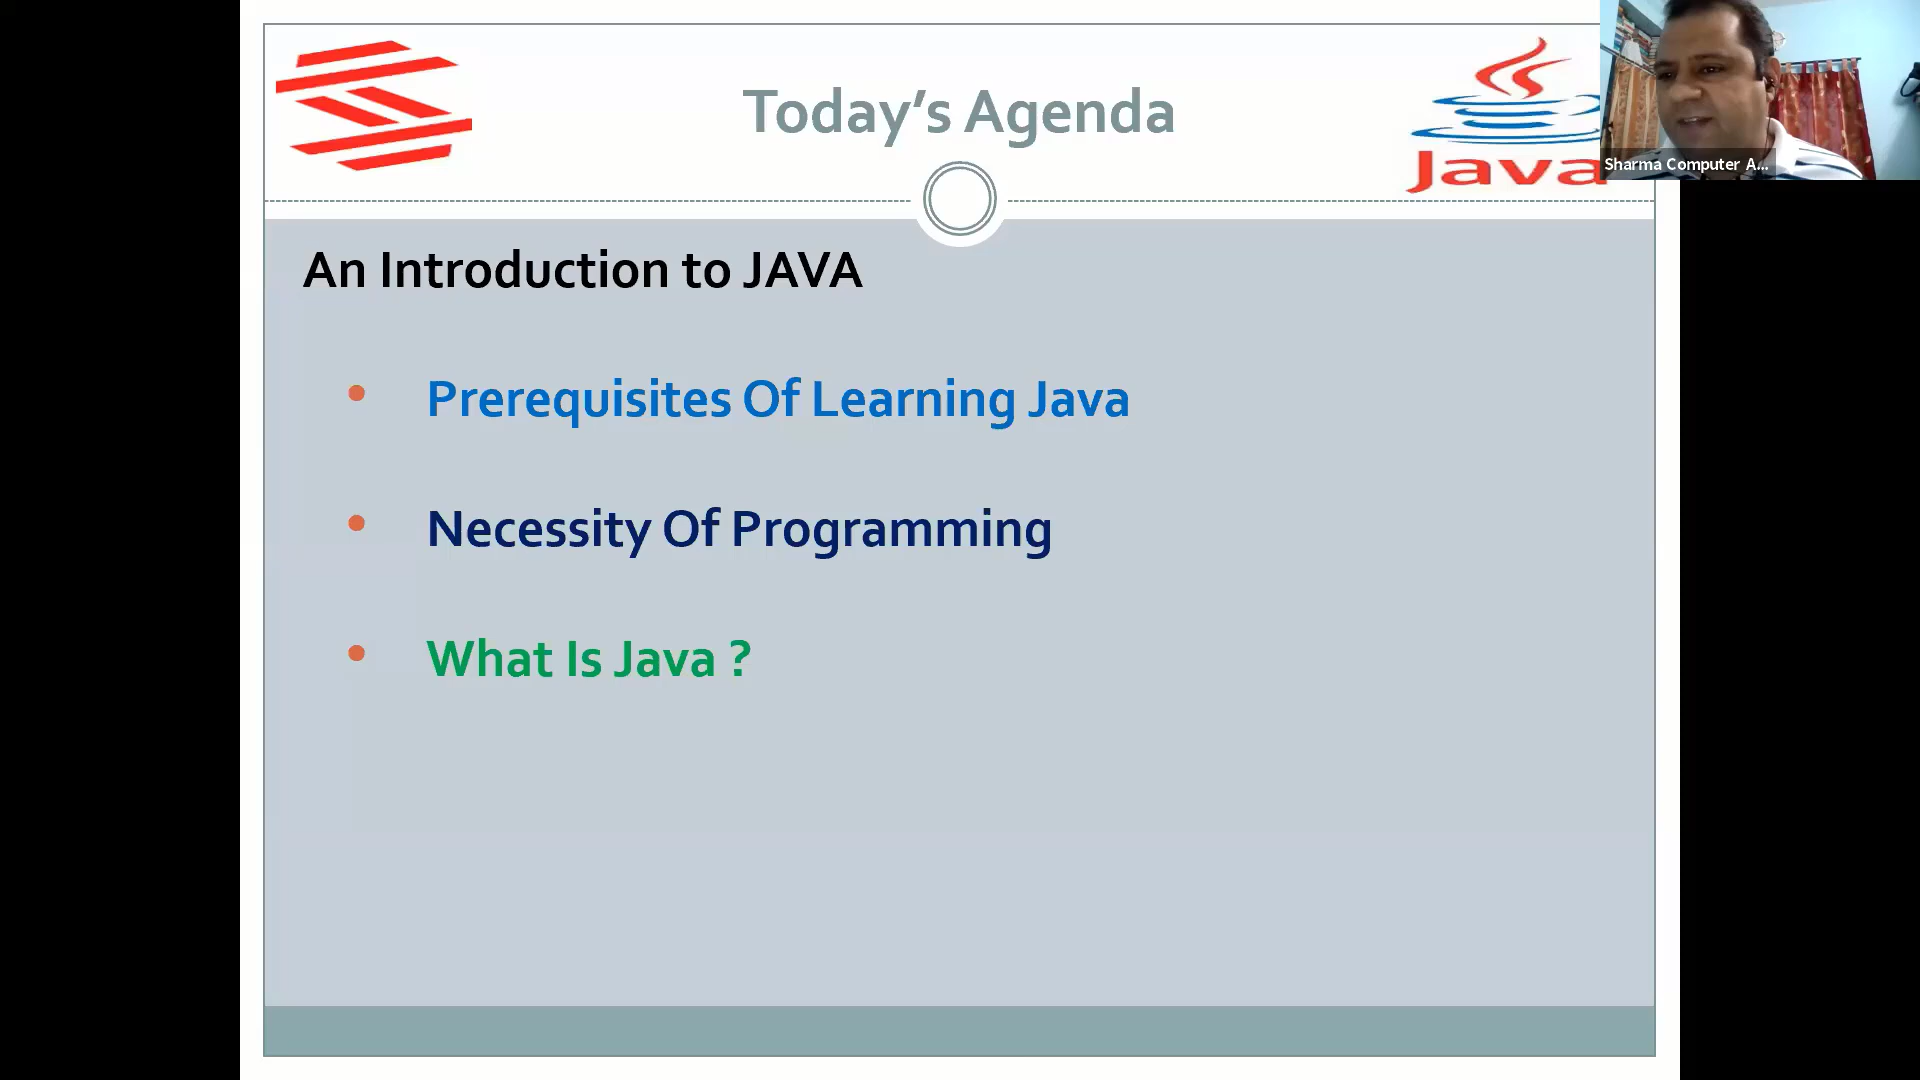 Today’s Agenda
Java
Sharma Computer A...
An Introduction to JAVA
• Prerequisites Of Learning Java
• Necessity Of Programming
• What Is Java ?